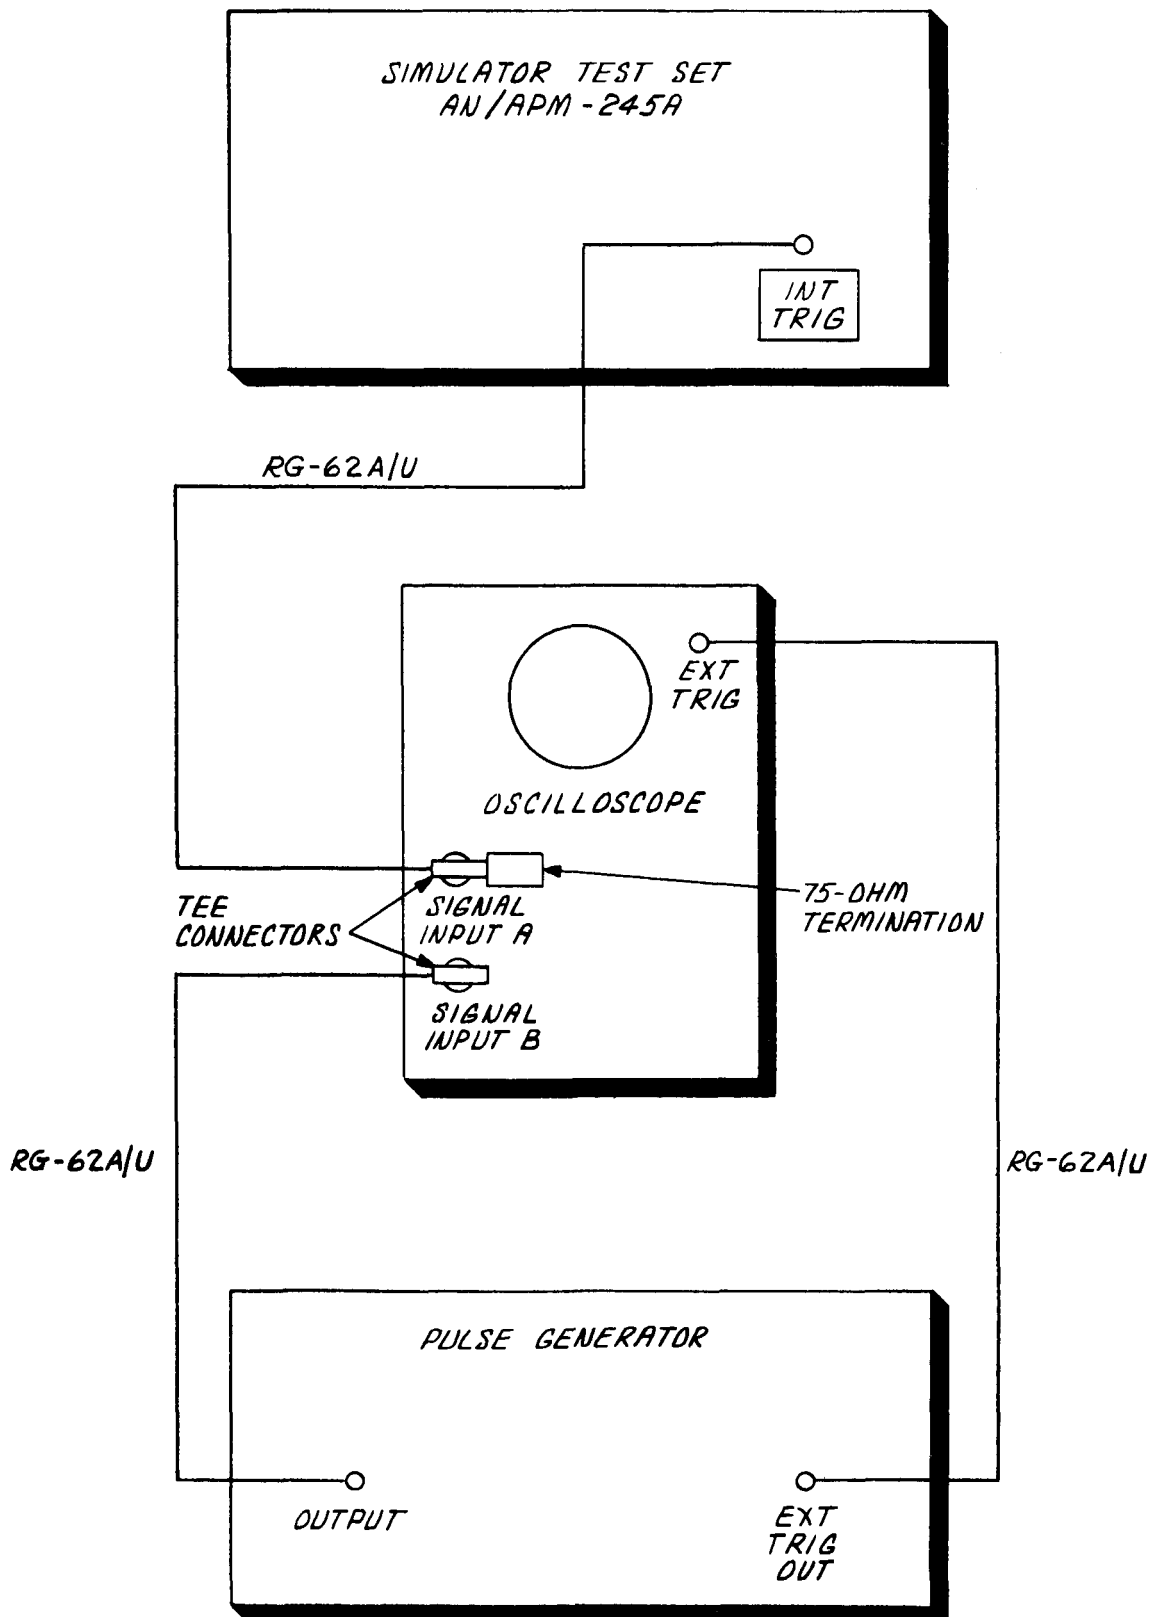 SIMULATOR TEST SET
AN/APM-245A
INT
TRIG
RG-62A/U
EXT
TRIG
OSCILLOSCOPE
TEE
CONNECTORS
SIGNAL
INPUT A
75-OHM
TERMINATION
SIGNAL
INPUT B
RG-62A/U
RG-62A/U
PULSE GENERATOR
OUTPUT
EXT
TRIG
OUT